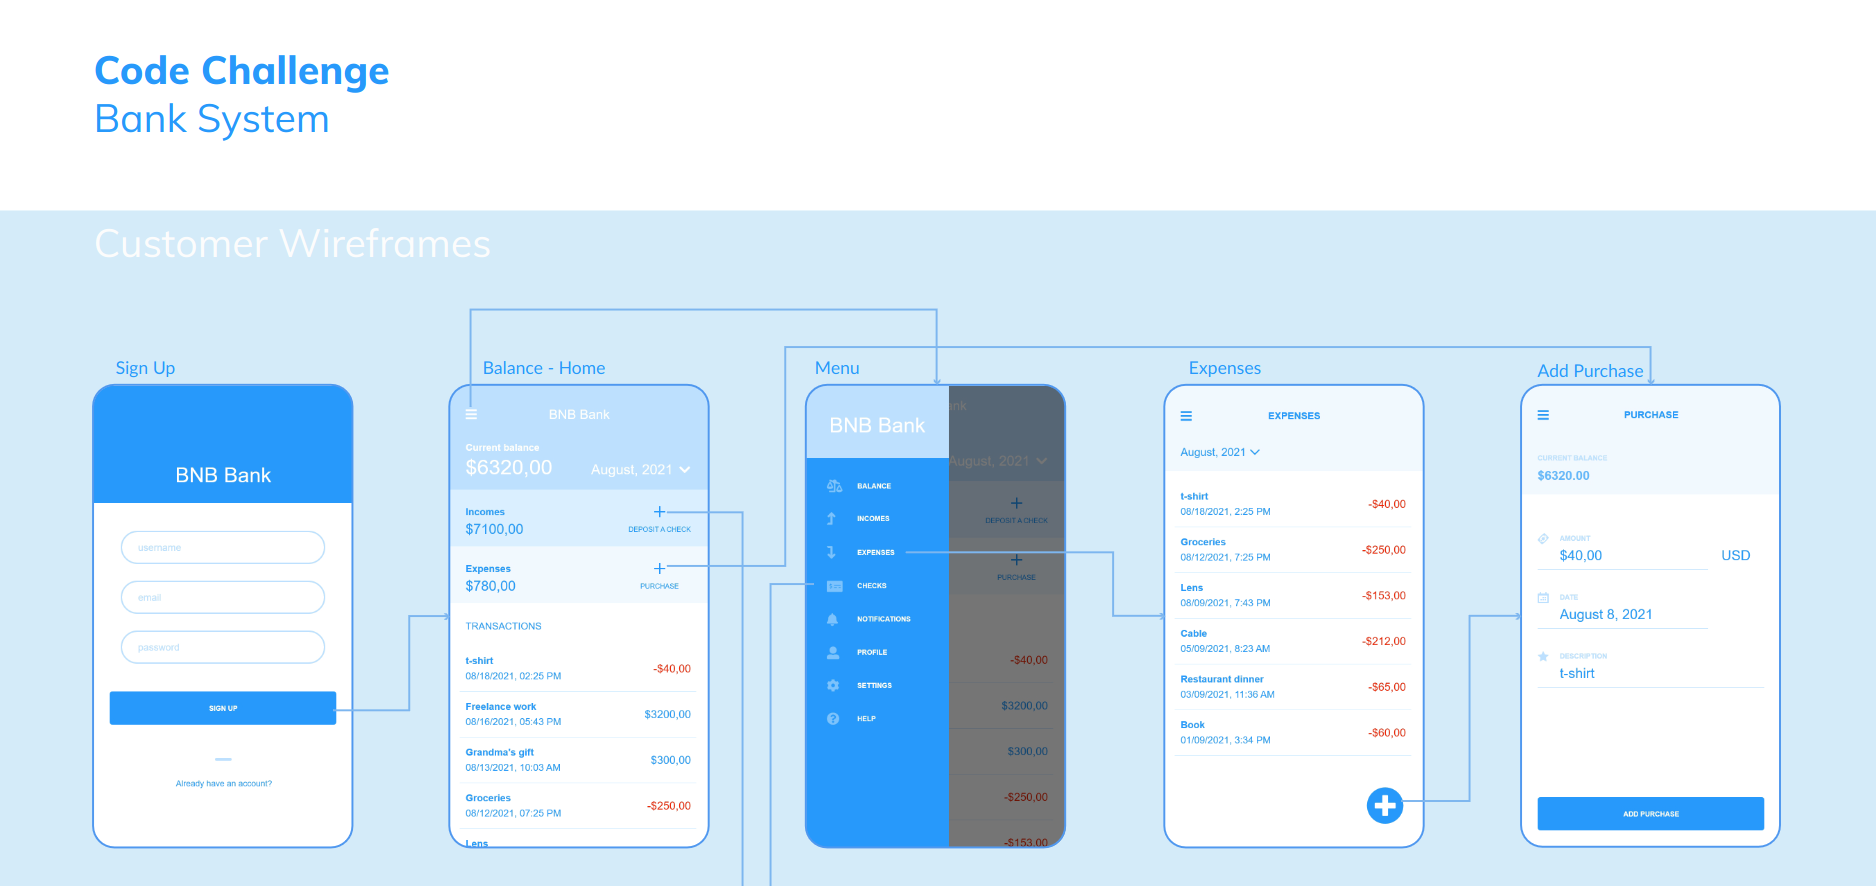 Code Challenge
Bank System
Customer Wireframes
Sign Up
BNB Bank
username
email
password
SIGN UP
Already have an account?
Balance - Home
BNB Bank
Current balance
$6320,00
August, 2021
Incomes
$7100,00
DEPOSIT A CHECK
Expenses
$780,00
PURCHASE
TRANSACTIONS
t-shirt
08/18/2021, 02:25 PM
-$40,00
Freelance work
08/16/2021, 05:43 PM
$3200,00
Grandma's gift
08/13/2021, 10:03 AM
$300,00
Groceries
08/12/2021, 07:25 PM
-$250,00
Lens
Menu
BNB Bank
BALANCE
INCOMES
EXPENSES
CHECKS
NOTIFICATIONS
PROFILE
SETTINGS
HELP
nk
August, 2021
DEPOSIT A CHECK
PURCHASE
-$40,00
$3200,00
$300,00
-$250,00
-$153,00
Expenses
EXPENSES
August, 2021
t-shirt
08/18/2021, 2:25 PM
-$40,00
Groceries
08/12/2021, 7:25 PM
-$250,00
Lens
08/09/2021, 7:43 PM
-$153,00
Cable
05/09/2021, 8:23 AM
-$212,00
Restaurant dinner
03/09/2021, 11:36 AM
-$65,00
Book
01/09/2021, 3:34 PM
-$60,00
Add Purchase
PURCHASE
CURRENT BALANCE
$6320.00
AMOUNT
$40,00
USD
DATE
August 8, 2021
DESCRIPTION
t-shirt
ADD PURCHASE